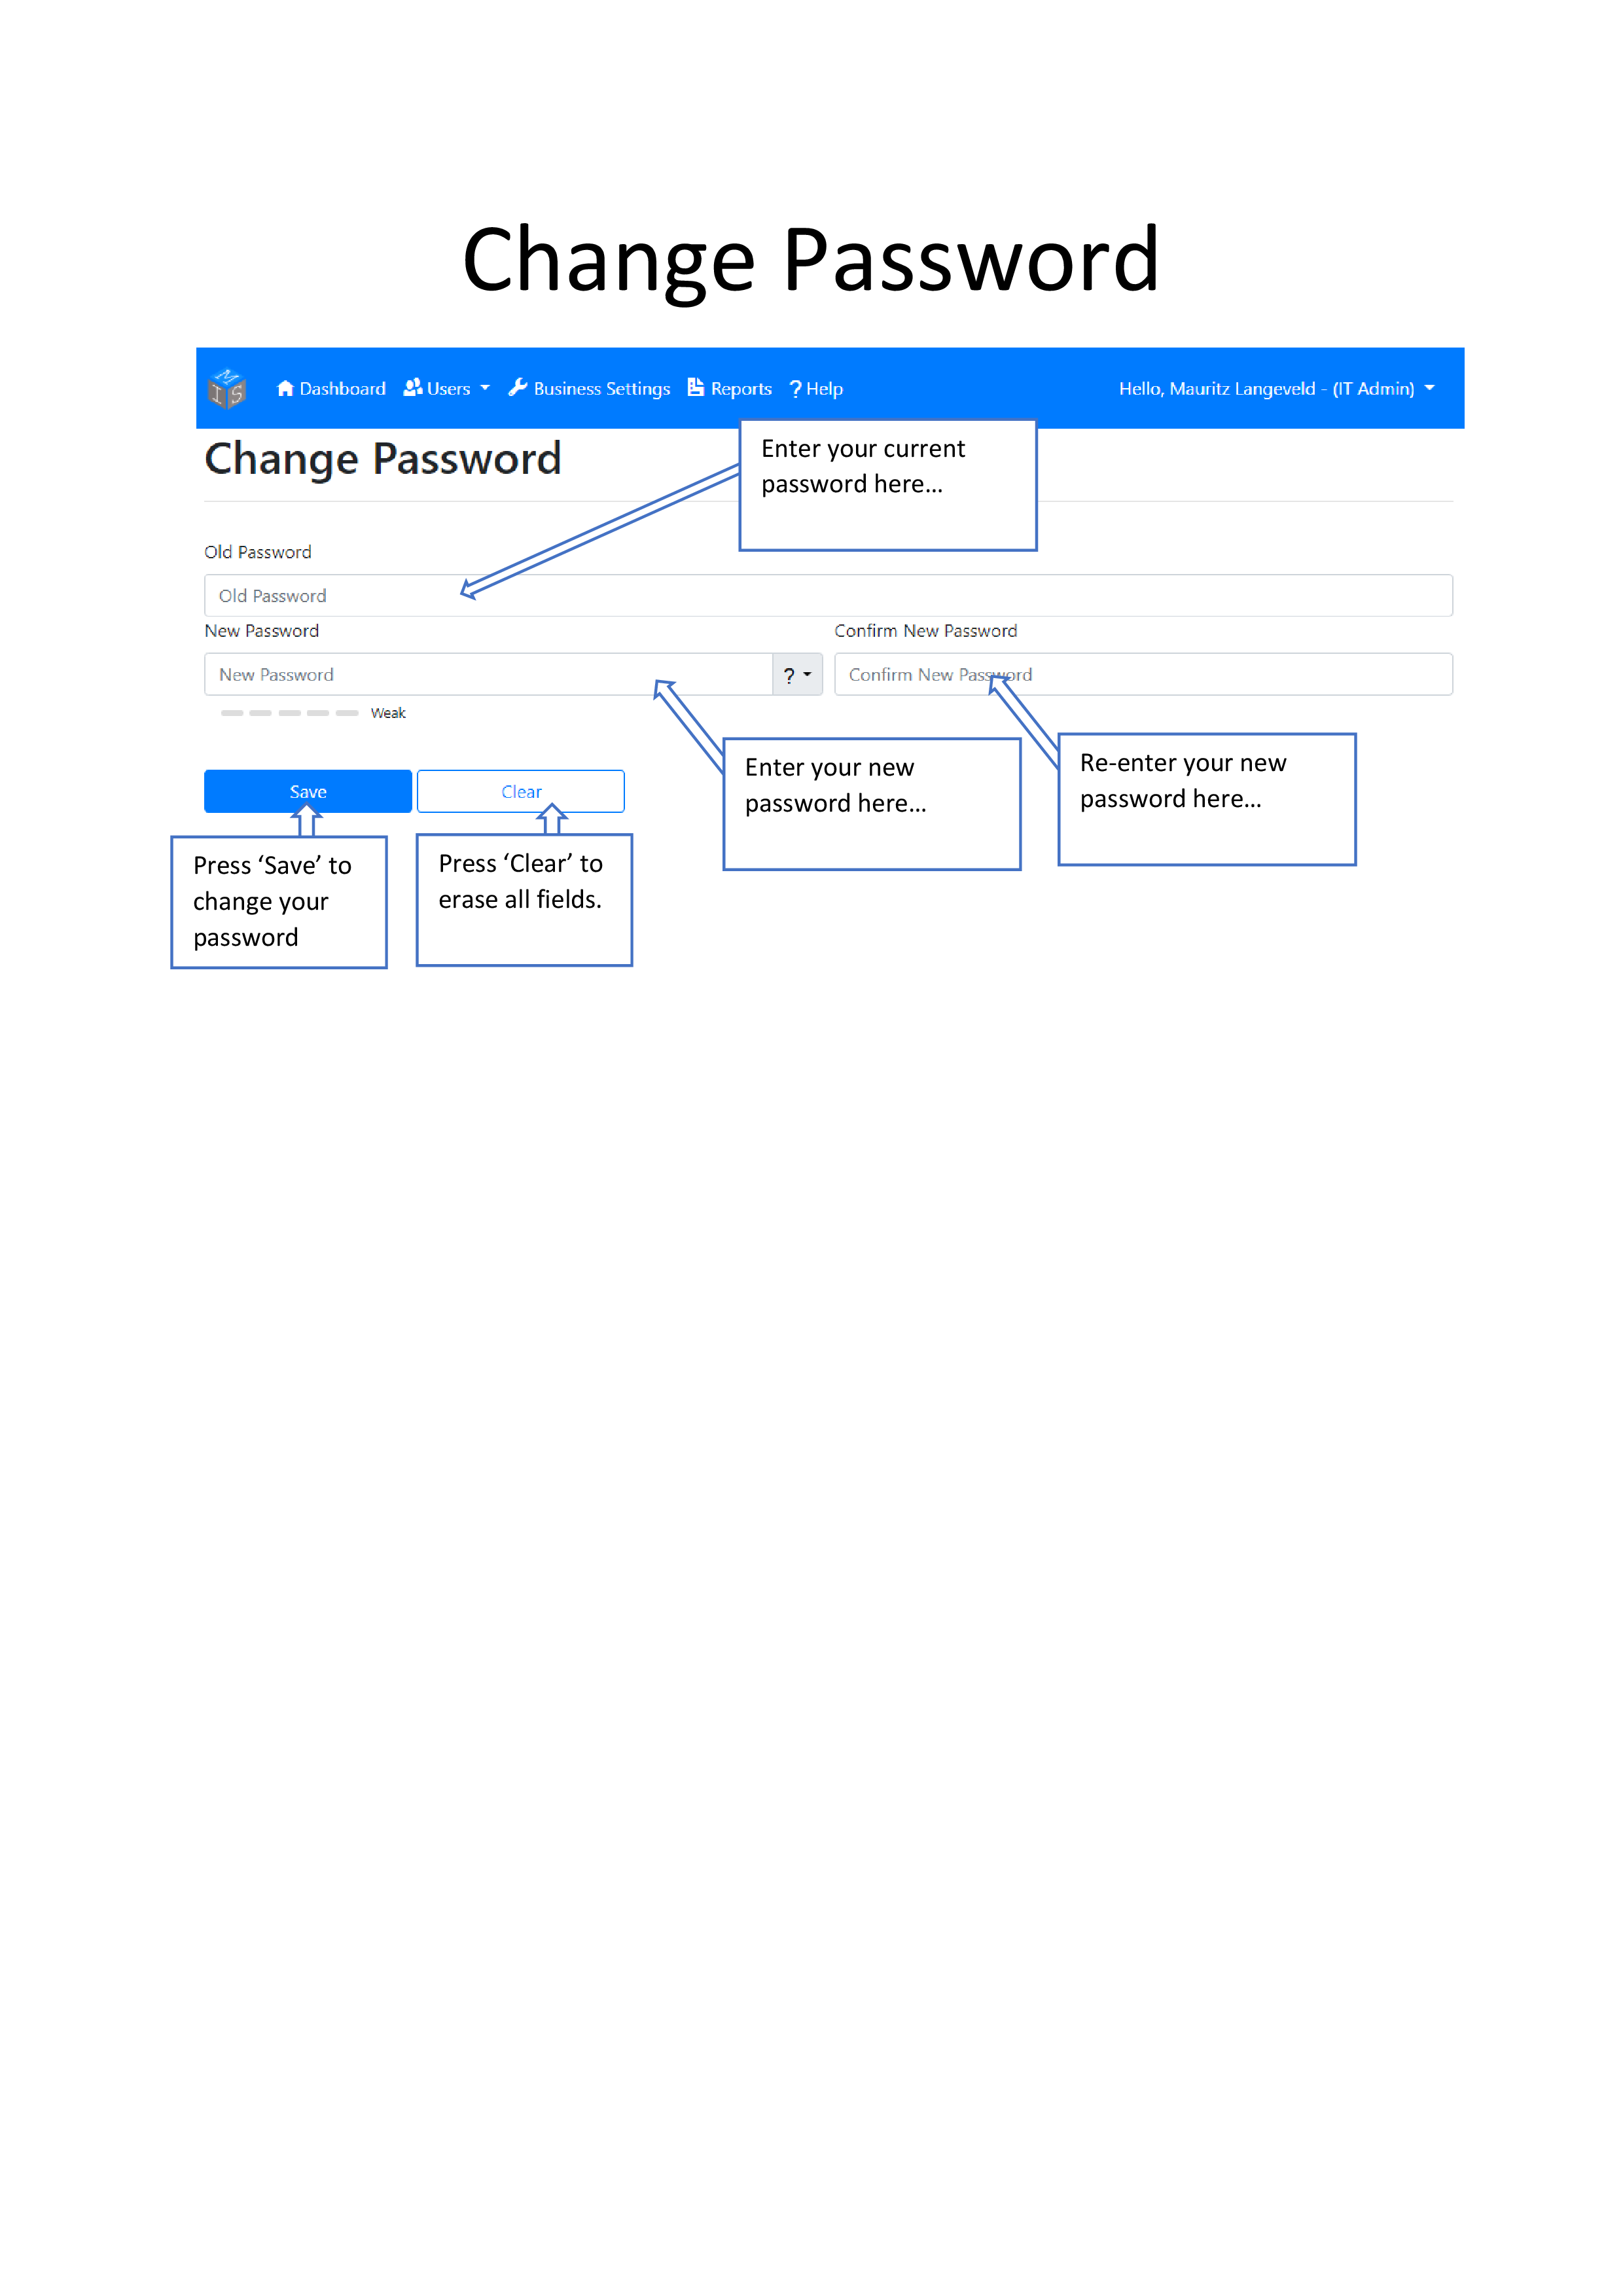 Change Password
MIS
Dashboard Users Business Settings Reports ? Help Hello, Mauritz Langeveld - (IT Admin)
Change Password
Enter your current
password here...
Old Password
Old Password
New Password Confirm New Password
New Password ? Confirm New Password
Weak
Save Clear
Enter your new
password here...
Re-enter your new
password here...
Press ‘Save’ to
change your
password
Press ‘Clear’ to
erase all fields.